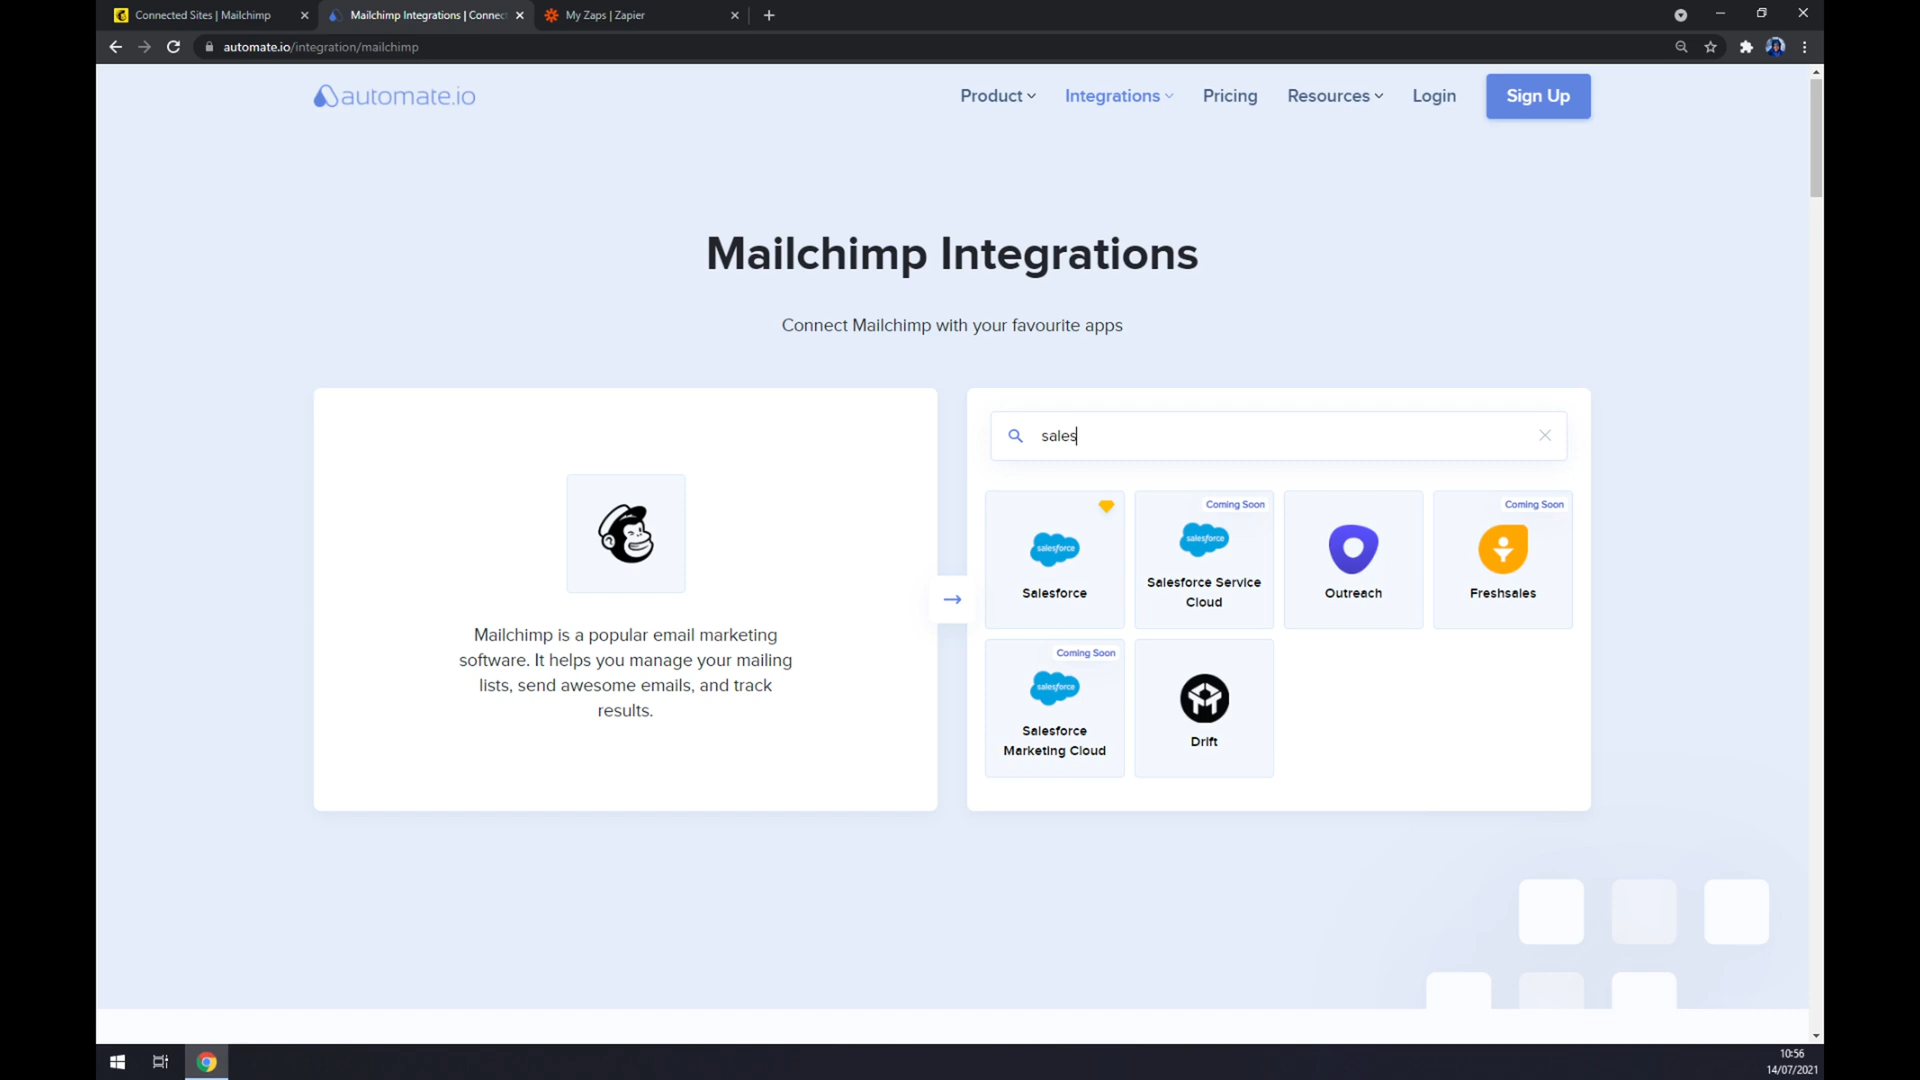 Connected Sites | Mailchimp
Mailchimp Integrations | Connec
My Zaps | Zapier
automate.io/integration/mailchimp
automate.io
Product
Integrations
Pricing
Resources
Login
Sign Up
Mailchimp Integrations
Connect Mailchimp with your favourite apps
Mailchimp is a popular email marketing
software. It helps you manage your mailing
lists, send awesome emails, and track
results.
sales
salesforce
Salesforce
Coming Soon
salesforce
Salesforce Service
Cloud
Outreach
Coming Soon
Freshsales
Coming Soon
salesforce
Salesforce
Marketing Cloud
Drift
10:56
14/07/2021